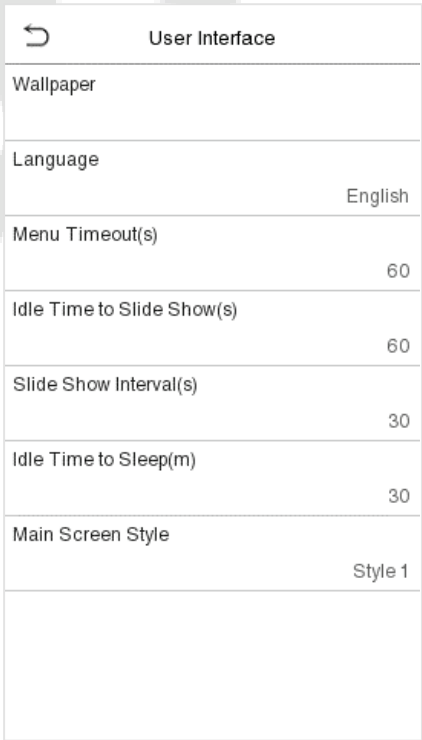 User Interface
Wallpaper
Language
English
Menu Timeout(s)
60
Idle Time to Slide Show(s)
60
Slide Show Interval(s)
30
Idle Time to Sleep(m)
30
Main Screen Style
Style 1